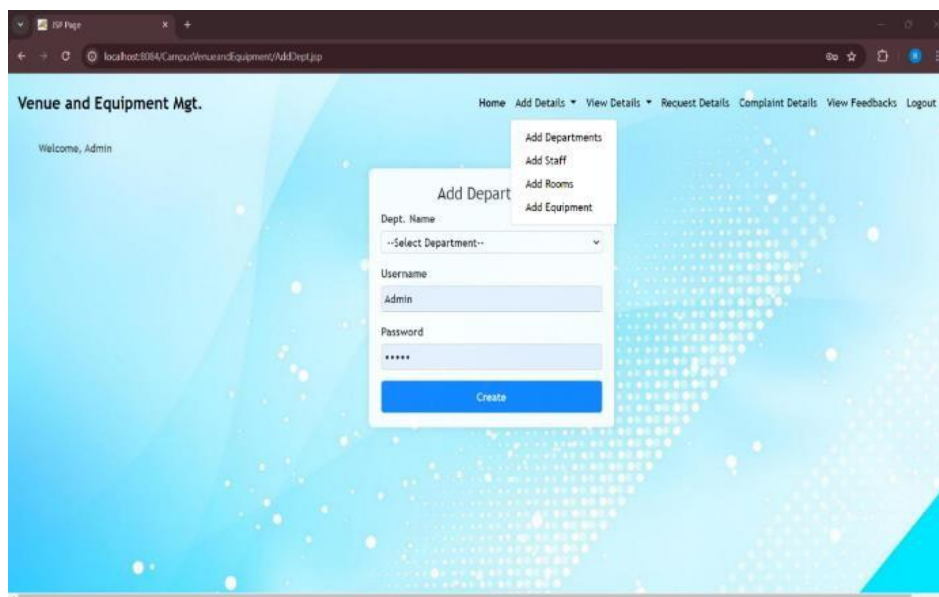 JSP Page
localhost:8084/CampusVenueandEquipment/AddDept.jsp
Venue and Equipment Mgt.
Home Add Details View Details Recuest Details Complaint Details View Feedbacks Logout
Welcome, Admin
Add Departments
Add Staff
Add Rooms
Add Equipment
Add Depart
Dept. Name
--Select Department--
Username
Admin
Password
•••••
Create